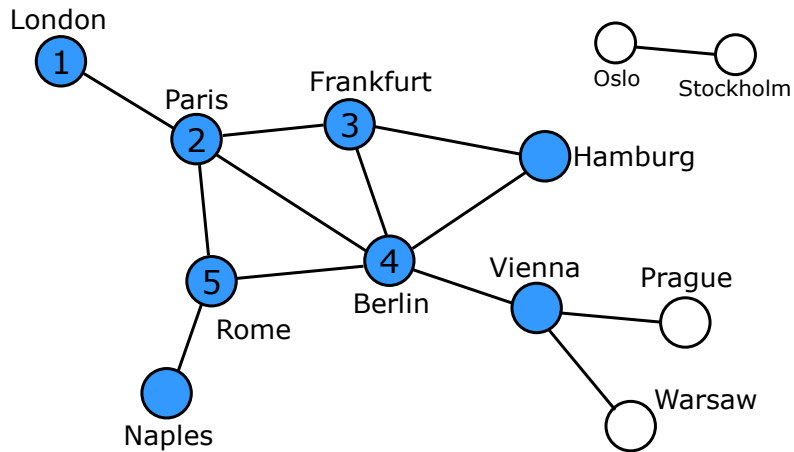 London
1
Paris
2
Frankfurt
3
Oslo
Stockholm
Hamburg
4
Berlin
5
Rome
Vienna
Prague
Warsaw
Naples